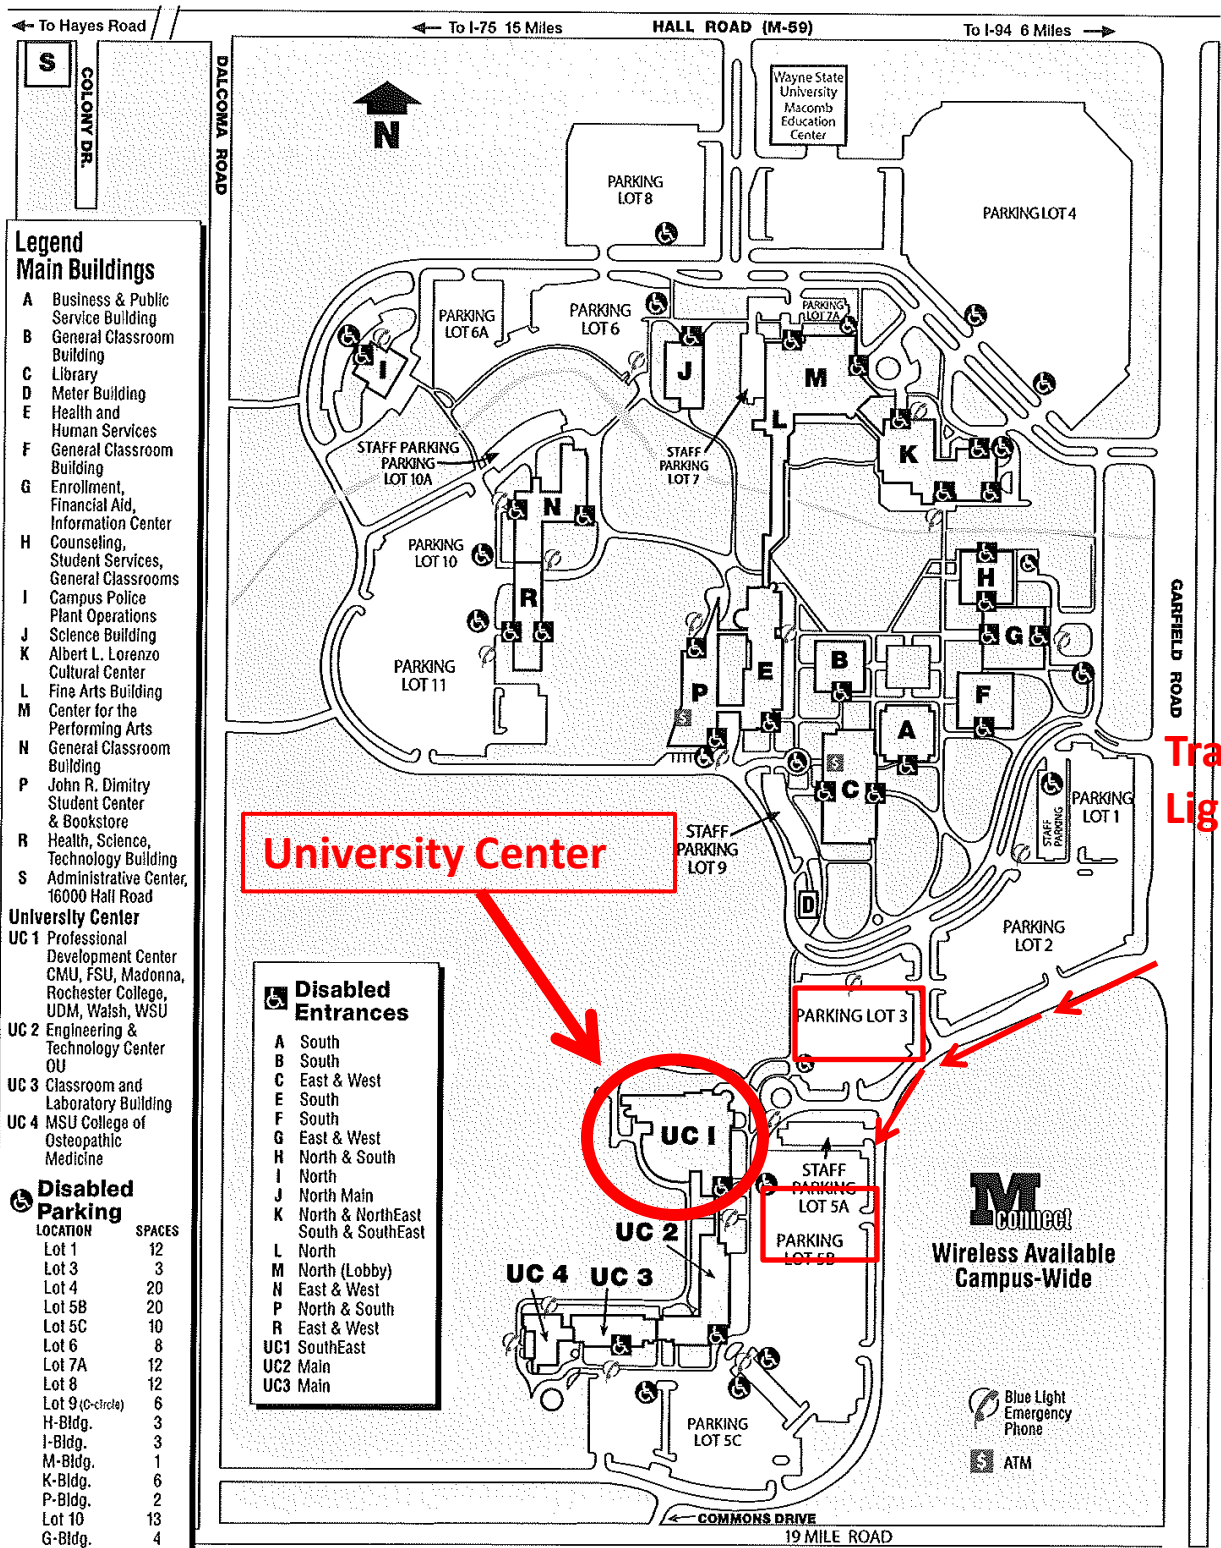 To Hayes Road
To I-75 15 Miles
HALL ROAD (M-59)
To I-94 6 Miles
S
COLONY DR.
DALCOMA ROAD
N
Wayne State
University
Macomb
Education
Center
PARKING
LOT 8
PARKING LOT 4
Legend
Main Buildings
A Business & Public
Service Building
B General Classroom
Building
C Library
D Meter Building
E Health and
Human Services
F General Classroom
Building
G Enrollment,
Financial Aid,
Information Center
H Counseling,
Student Services,
General Classrooms
I Campus Police
Plant Operations
J Science Building
K Albert L. Lorenzo
Cultural Center
L Fine Arts Building
M Center for the
Performing Arts
N General Classroom
Building
P John R. Dimitry
Student Center
& Bookstore
R Health, Science,
Technology Building
S Administrative Center,
16000 Hall Road
University Center
UC 1 Professional
Development Center
CMU, FSU, Madonna,
Rochester College,
UDM, Walsh, WSU
UC 2 Engineering &
Technology Center
OU
UC 3 Classroom and
Laboratory Building
UC 4 MSU College of
Osteopathic
Medicine
Disabled
Parking
LOCATION SPACES
Lot 1 12
Lot 3 3
Lot 4 20
Lot 5B 20
Lot 5C 10
Lot 6 8
Lot 7A 12
Lot 8 12
Lot 9 (C-circle) 6
H-Bldg. 3
I-Bldg. 3
M-Bldg. 1
K-Bldg. 6
P-Bldg. 2
Lot 10 13
G-Bldg. 4
PARKING
LOT 6A
PARKING
LOT 6
PARKING
LOT 7A
I
J
M
L
K
STAFF PARKING
PARKING
LOT 10A
STAFF
PARKING
LOT 7
N
PARKING
LOT 10
R
H
G
GARFIELD ROAD
PARKING
LOT 11
P
E
B
F
A
$
$
C
Tra
Lig
PARKING
LOT 1
STAFF
PARKING
University Center
STAFF
PARKING
LOT 9
D
PARKING
LOT 2
Disabled
Entrances
A South
B South
C East & West
E South
F South
G East & West
H North & South
I North
J North Main
K North & NorthEast
South & SouthEast
L North
M North (Lobby)
N East & West
P North & South
R East & West
UC1 SouthEast
UC2 Main
UC3 Main
PARKING LOT 3
UC 1
STAFF
PARKING
LOT 5A
UC 2
PARKING
LOT 5B
UC 4
UC 3
M
connect
Wireless Available
Campus-Wide
PARKING
LOT 5C
Blue Light
Emergency
Phone
$ ATM
COMMONS DRIVE
19 MILE ROAD